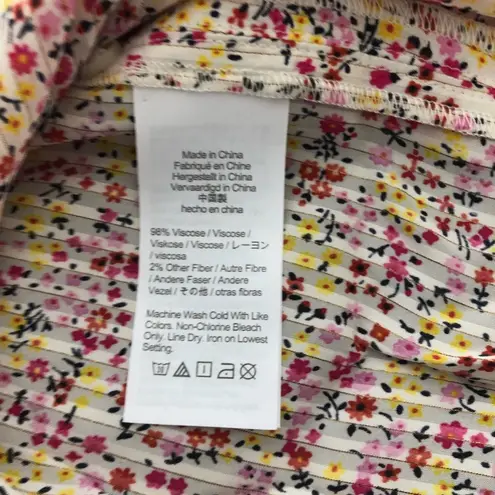 Made in China
Fabriqué en Chine
Hergestellt in China
Vervaardigd in China
中国製
hecho en china
98% Viscose / Viscose /
Viskose / Viscose / レーヨン
/ viscosa
2% Other Fiber / Autre Fibre
/ Andere Faser / Andere
Vezel / その他 / otras fibras
Machine Wash Cold With Like
Colors. Non-Chlorine Bleach
Only. Line Dry. Iron on Lowest
Setting.
30